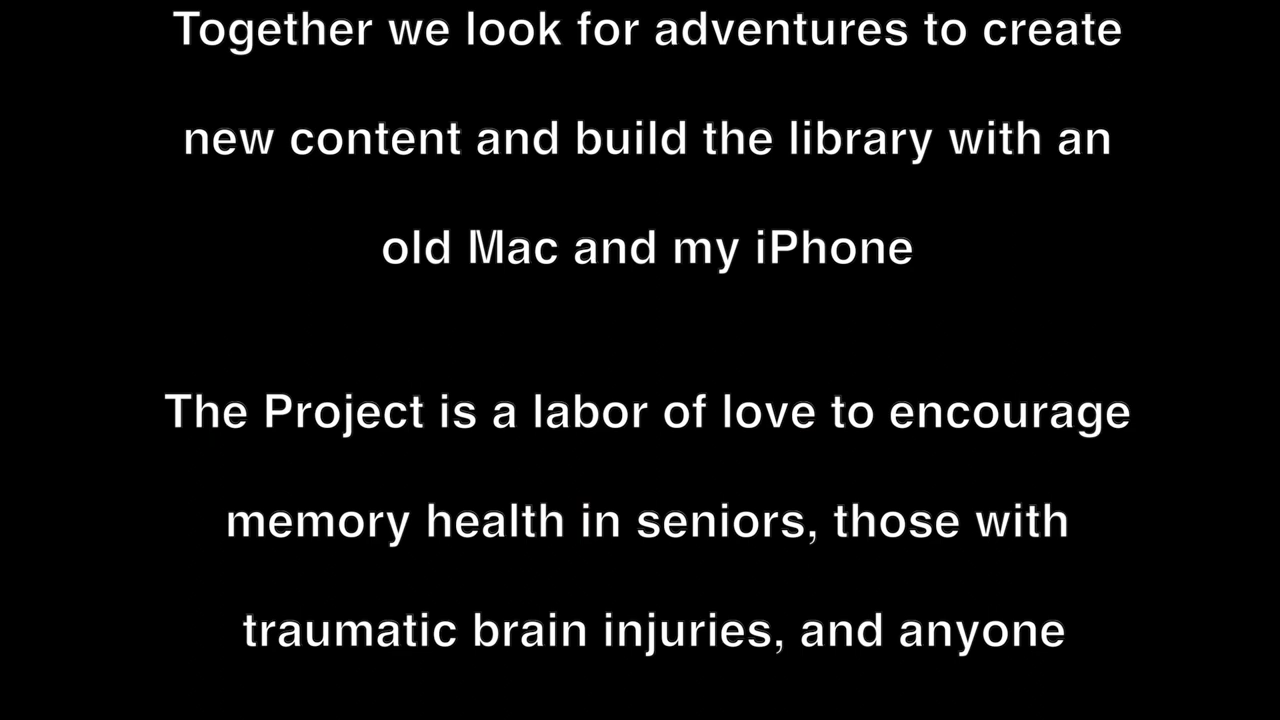 Together we look for adventures to create
new content and build the library with an
old Mac and my iPhone
The Project is a labor of love to encourage
memory health in seniors, those with
traumatic brain injuries, and anyone